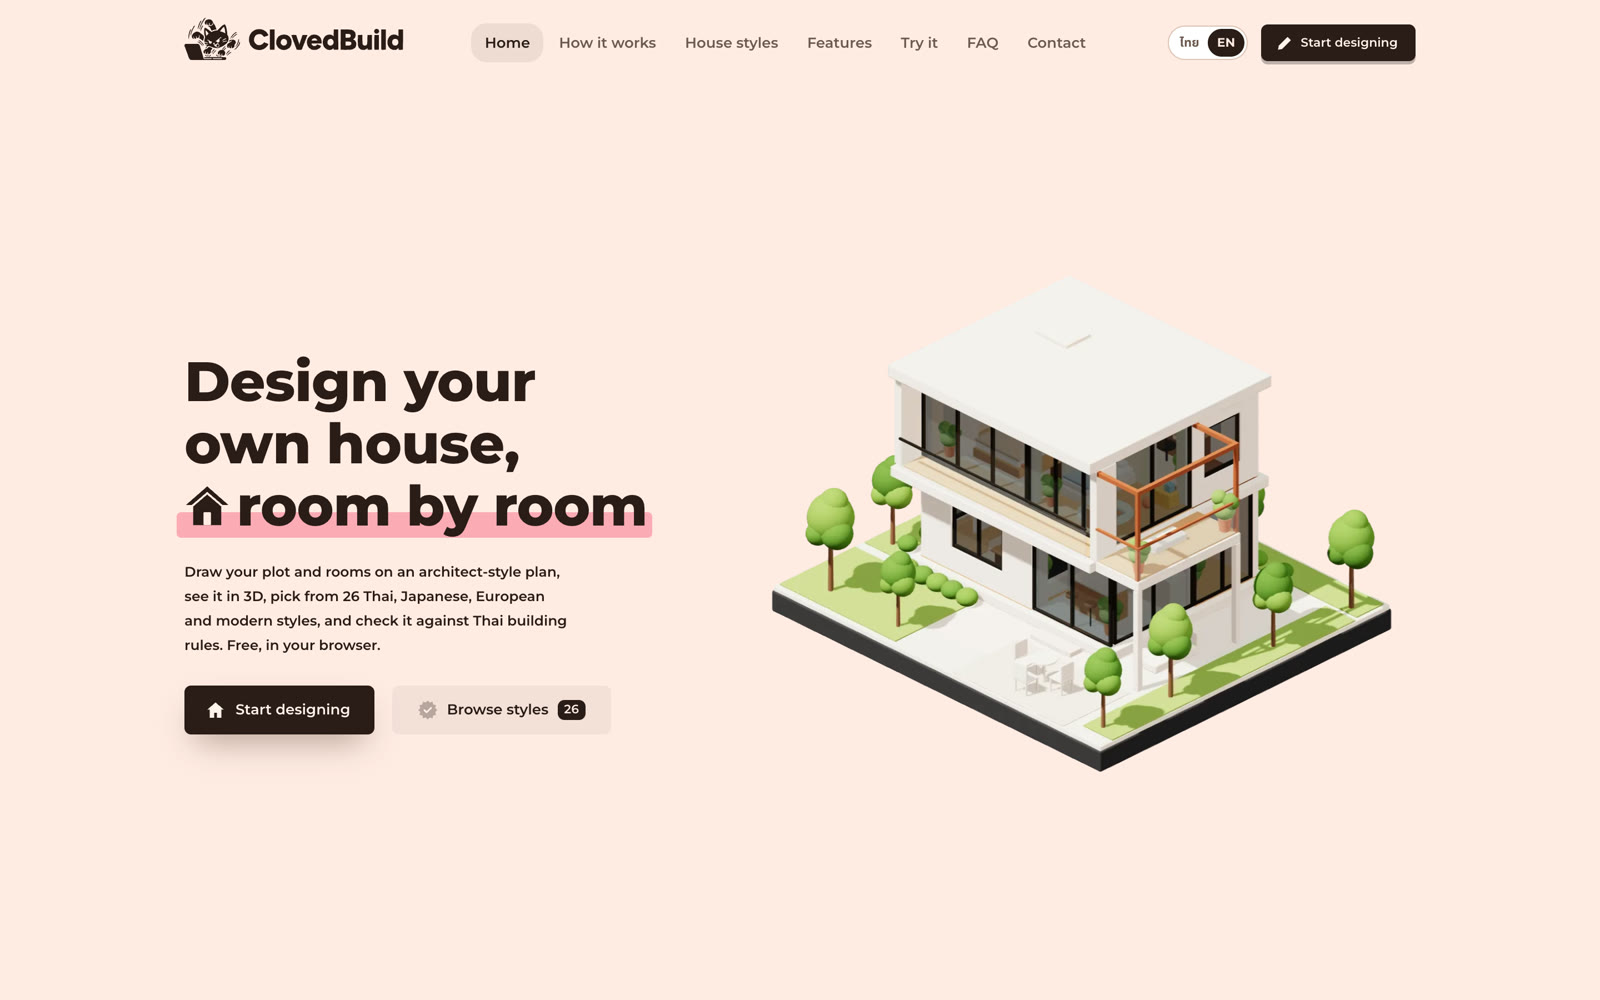 ClovedBuild
Home
How it works
House styles
Features
Try it
FAQ
Contact
ไทย
EN
Start designing
Design your
own house,
room by room
Draw your plot and rooms on an architect-style plan,
see it in 3D, pick from 26 Thai, Japanese, European
and modern styles, and check it against Thai building
rules. Free, in your browser.
Start designing
Browse styles 26